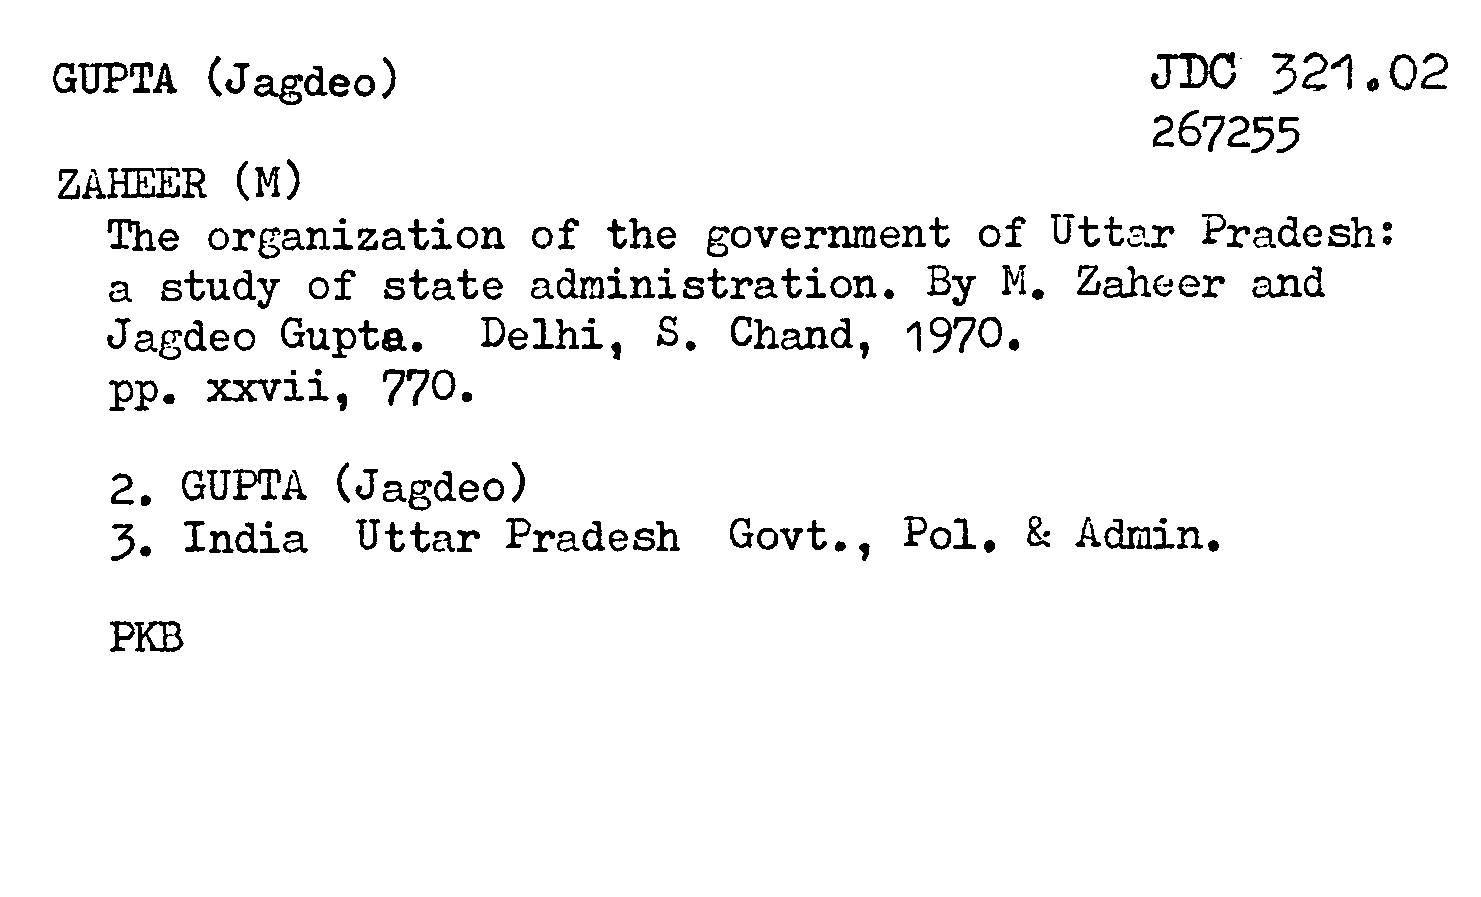 GUPTA (Jagdeo)
JDC 321.02
267255
ZAHEER (M)
The organization of the government of Uttar Pradesh:
a study of state administration. By M. Zaheer and
Jagdeo Gupta. Delhi, S. Chand, 1970.
pp. xxvii, 770.
2. GUPTA (Jagdeo)
3. India Uttar Pradesh Govt., Pol. & Admin.
PKB